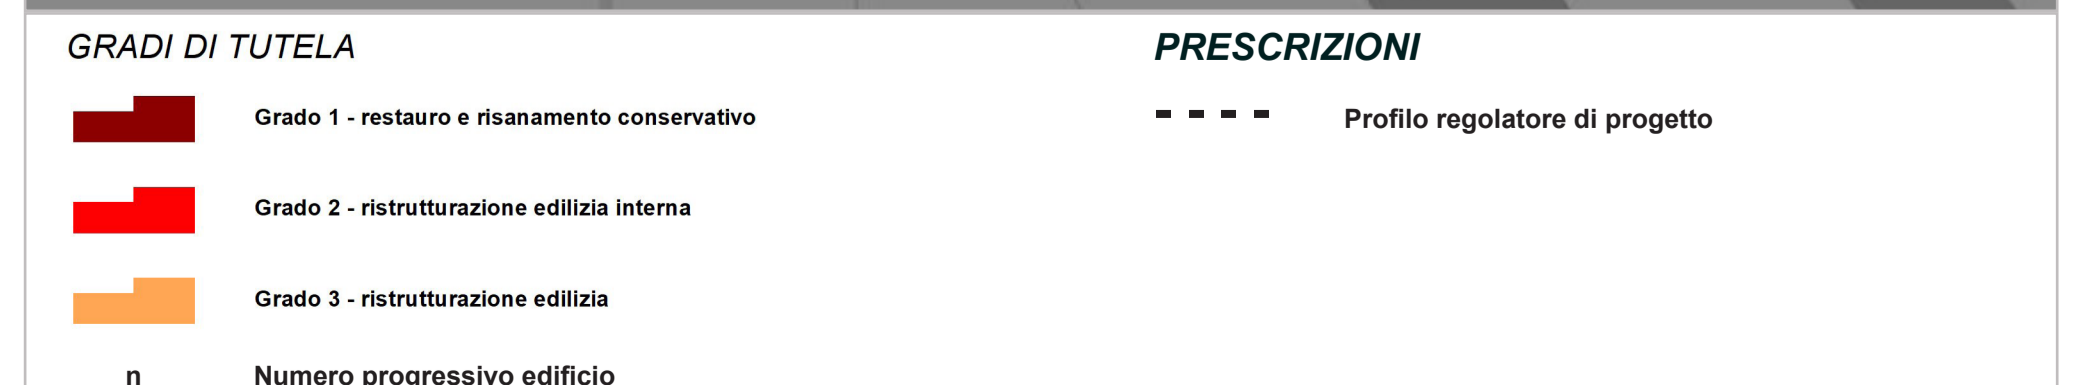 GRADI DI TUTELA
Grado 1 - restauro e risanamento conservativo
Grado 2 - ristrutturazione edilizia interna
Grado 3 - ristrutturazione edilizia
n Numero progressivo edificio
PRESCRIZIONI
Profilo regolatore di progetto